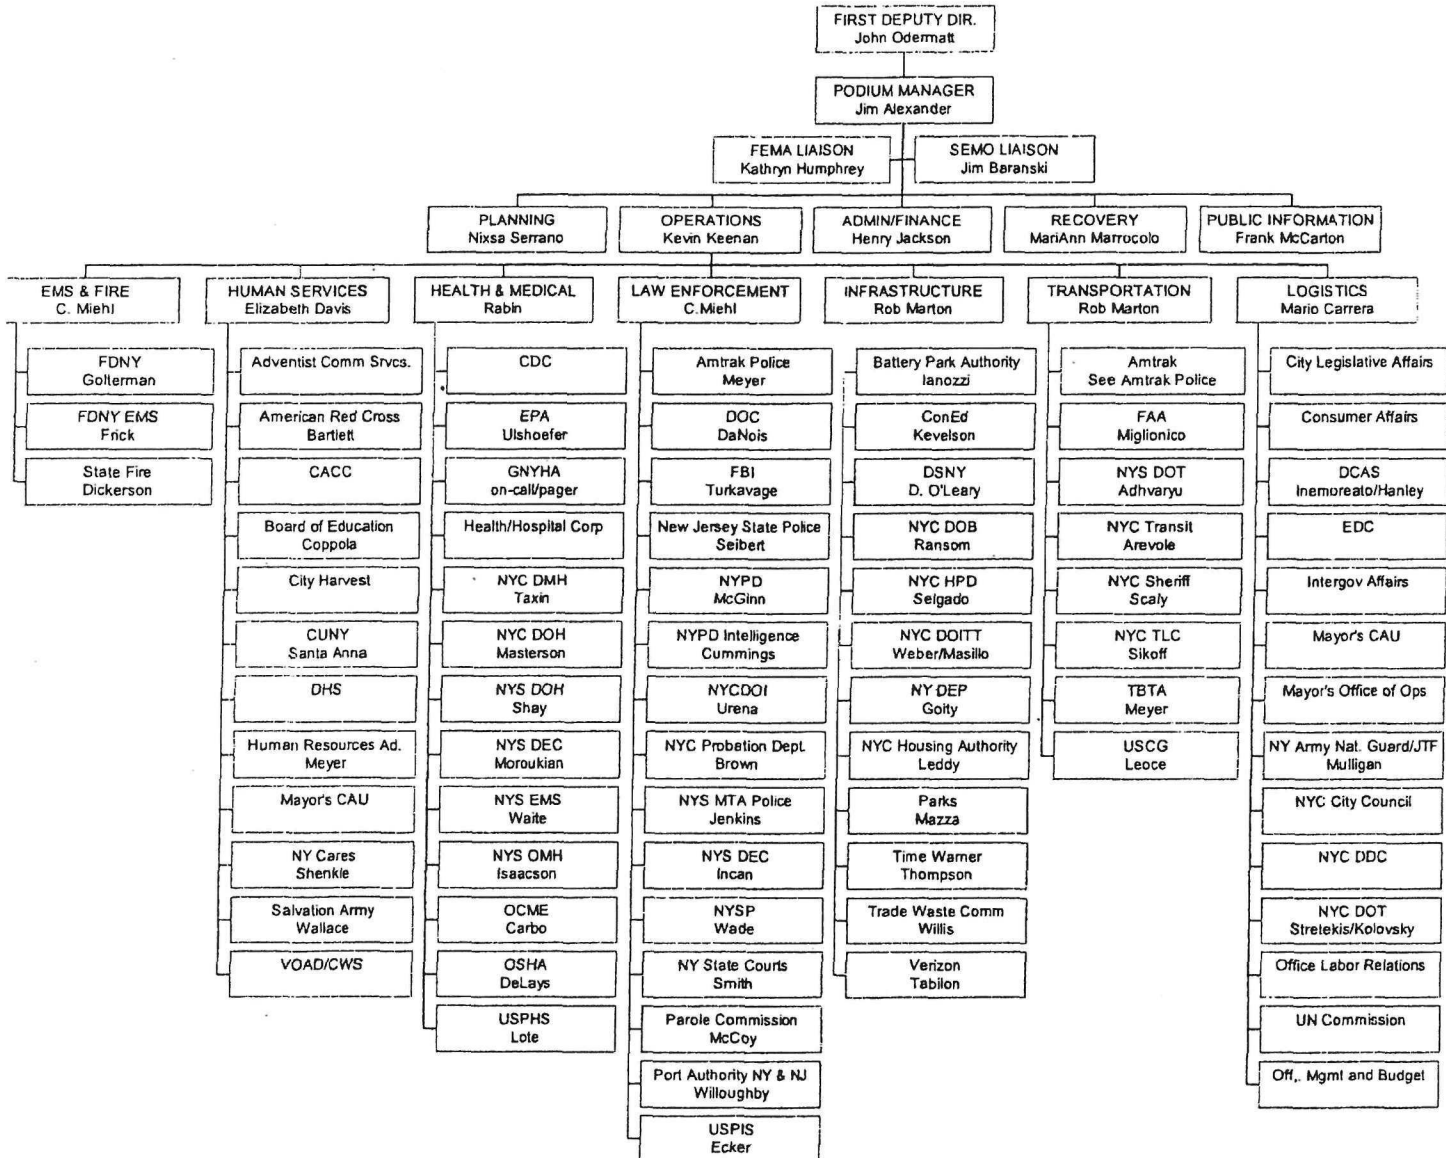 FIRST DEPUTY DIR.
John Odermatt
PODIUM MANAGER
Jim Alexander
FEMA LIAISON
Kathryn Humphrey
SEMO LIAISON
Jim Baranski
PLANNING
Nixsa Serrano
OPERATIONS
Kevin Keenan
ADMIN/FINANCE
Henry Jackson
RECOVERY
MariAnn Marrocolo
PUBLIC INFORMATION
Frank McCarton
EMS & FIRE
C. Miehl
FDNY
Golterman
FDNY EMS
Frick
State Fire
Dickerson
HUMAN SERVICES
Elizabeth Davis
Adventist Comm Srvcs.
American Red Cross
Bartlett
CACC
Board of Education
Coppola
City Harvest
CUNY
Santa Anna
DHS
Human Resources Ad.
Meyer
Mayor's CAU
NY Cares
Shenkle
Salvation Army
Wallace
VOAD/CWS
HEALTH & MEDICAL
Rabin
CDC
EPA
Ulshoefer
GNYHA
on-call/pager
Health/Hospital Corp
NYC DMH
Taxin
NYC DOH
Masterson
NYS DOH
Shay
NYS DEC
Moroukian
NYS EMS
Waite
NYS OMH
Isaacson
OCME
Carbo
OSHA
DeLays
USPHS
Lote
LAW ENFORCEMENT
C.Miehl
Amtrak Police
Meyer
DOC
DaNois
FBI
Turkavage
New Jersey State Police
Seibert
NYPD
McGinn
NYPD Intelligence
Cummings
NYCDOI
Urena
NYC Probation Dept.
Brown
NYS MTA Police
Jenkins
NYS DEC
Incan
NYSP
Wade
NY State Courts
Smith
Parole Commission
McCoy
Port Authority NY & NJ
Willoughby
USPIS
Ecker
INFRASTRUCTURE
Rob Marton
Battery Park Authority
Ianozzi
ConEd
Kevelson
DSNY
D. O'Leary
NYC DOB
Ransom
NYC HPD
Selgado
NYC DOITT
Weber/Masillo
NY DEP
Goity
NYC Housing Authority
Leddy
Parks
Mazza
Time Warner
Thompson
Trade Waste Comm
Willis
Verizon
Tabilon
TRANSPORTATION
Rob Marton
Amtrak
See Amtrak Police
FAA
Miglionico
NYS DOT
Adhvaryu
NYC Transit
Arevole
NYC Sheriff
Scaly
NYC TLC
Sikoff
TBTA
Meyer
USCG
Leoce
LOGISTICS
Mario Carrera
City Legislative Affairs
Consumer Affairs
DCAS
Inemoreato/Hanley
EDC
Intergov Affairs
Mayor's CAU
Mayor's Office of Ops
NY Army Nat. Guard/JTF
Mulligan
NYC City Council
NYC DDC
NYC DOT
Strelekis/Kolovsky
Office Labor Relations
UN Commission
Off,. Mgmt and Budget